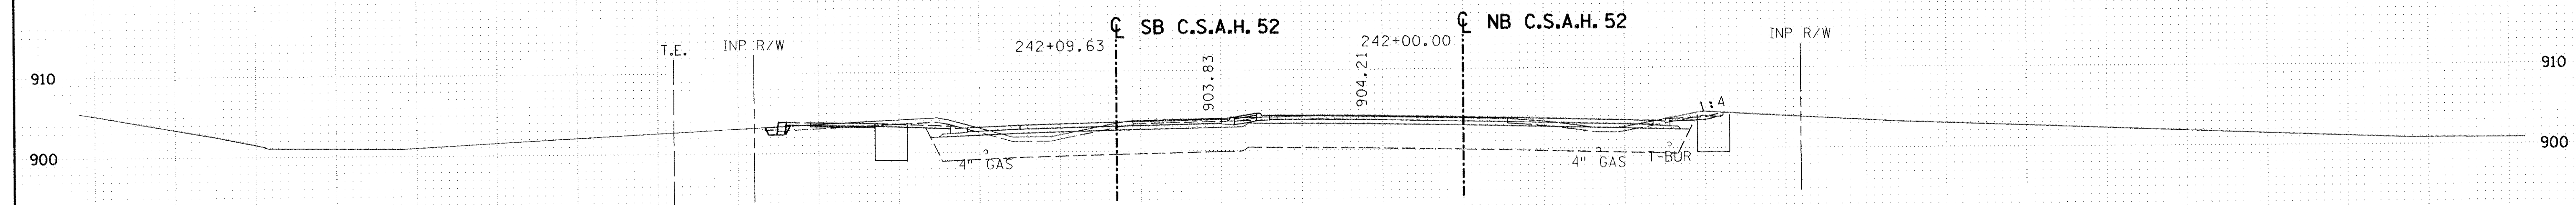 ℄ SB C.S.A.H. 52
℄ NB C.S.A.H. 52
T.E.
INP R/W
242+09.63
242+00.00
INP R/W
910
903.83
904.21
910
1:4
900
4" GAS
?
4" GAS
?
T-BUR
?
900